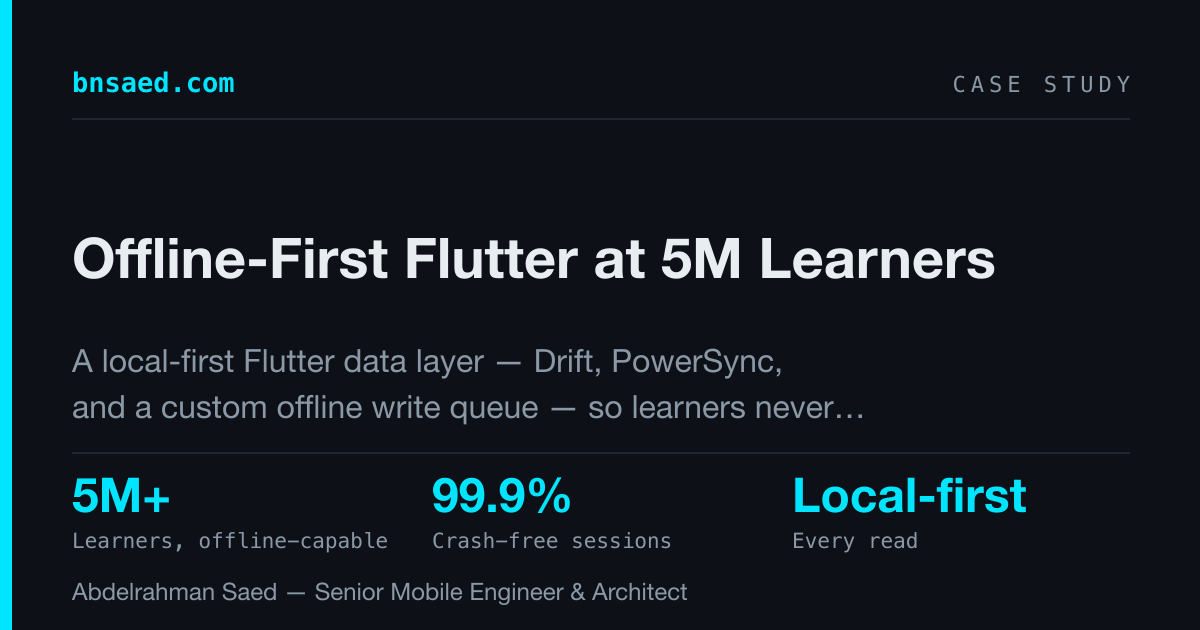 bnsaed.com
CASE STUDY
Offline-First Flutter at 5M Learners
A local-first Flutter data layer — Drift, PowerSync,
and a custom offline write queue — so learners never…
5M+
Learners, offline-capable
99.9%
Crash-free sessions
Local-first
Every read
Abdelrahman Saed — Senior Mobile Engineer & Architect